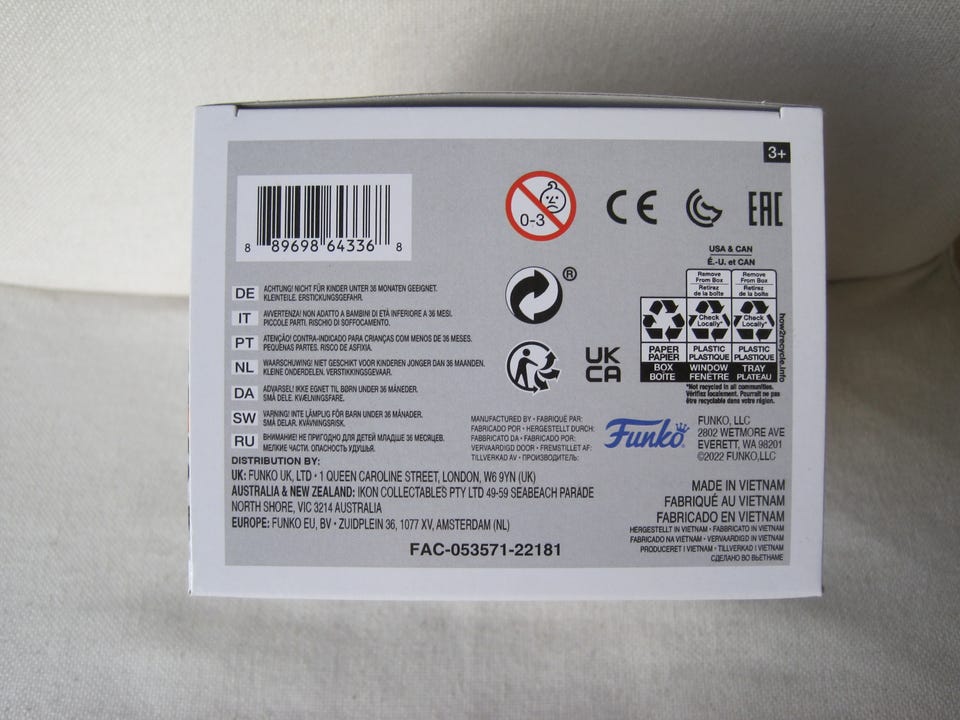 3+
8 89698 64336 8
0-3
CE
EAC
®
USA & CAN
É.-U. et CAN
Remove
From Box
Retirez
de la boîte
Remove
From Box
Retirez
de la boîte
Check
Locally*
Check
Locally*
PAPER
PAPIER
PLASTIC
PLASTIQUE
PLASTIC
PLASTIQUE
BOX
BOITE
WINDOW
FENÊTRE
TRAY
PLATEAU
how2recycle.info
*Not recycled in all communities.
Vérifiez localement. Pourrait ne pas
être recyclable dans votre région.
UK
CA
DE ACHTUNG! NICHT FÜR KINDER UNTER 36 MONATEN GEEIGNET.
KLEINTEILE. ERSTICKUNGSGEFAHR.
IT AVVERTENZA! NON ADATTO A BAMBINI DI ETÀ INFERIORE A 36 MESI.
PICCOLE PARTI. RISCHIO DI SOFFOCAMENTO.
PT ATENÇÃO! CONTRA-INDICADO PARA CRIANÇAS COM MENOS DE 36 MESES.
PEQUENAS PARTES. RISCO DE ASFIXIA.
NL WAARSCHUWING! NIET GESCHIKT VOOR KINDEREN JONGER DAN 36 MAANDEN.
KLEINE ONDERDELEN. VERSTIKKINGSGEVAAR.
DA ADVARSEL! IKKE EGNET TIL BØRN UNDER 36 MÅNEDER.
SMÅ DELE. KVÆLNINGSFARE.
SW VARNING! INTE LÄMPLIG FÖR BARN UNDER 36 MÅNADER.
SMÅ DELAR. KVÄVNINGSRISK.
RU ВНИМАНИЕ! НЕ ПРИГОДНО ДЛЯ ДЕТЕЙ МЛАДШЕ 36 МЕСЯЦЕВ.
МЕЛКИЕ ЧАСТИ. ОПАСНОСТЬ УДУШЬЯ.
MANUFACTURED BY • FABRIQUÉ PAR:
FABRICADO POR • HERGESTELLT DURCH:
FABBRICATO DA • FABRICADO POR:
VERVAARDIGD DOOR • FREMSTILLET AF:
TILLVERKAD AV • ПРОИЗВОДИТЕЛЬ:
Funko
FUNKO, LLC
2802 WETMORE AVE
EVERETT, WA 98201
©2022 FUNKO,LLC
DISTRIBUTION BY:
UK: FUNKO UK, LTD • 1 QUEEN CAROLINE STREET, LONDON, W6 9YN (UK)
AUSTRALIA & NEW ZEALAND: IKON COLLECTABLES PTY LTD 49-59 SEABEACH PARADE
NORTH SHORE, VIC 3214 AUSTRALIA
EUROPE: FUNKO EU, BV • ZUIDPLEIN 36, 1077 XV, AMSTERDAM (NL)
FAC-053571-22181
MADE IN VIETNAM
FABRIQUÉ AU VIETNAM
FABRICADO EN VIETNAM
HERGESTELLT IN VIETNAM • FABBRICATO IN VIETNAM
FABRICADO NA VIETNAM • VERVAARDIGD IN VIETNAM
PRODUCERET I VIETNAM • TILLVERKAD I VIETNAM
СДЕЛАНО ВО ВЬЕТНАМЕ